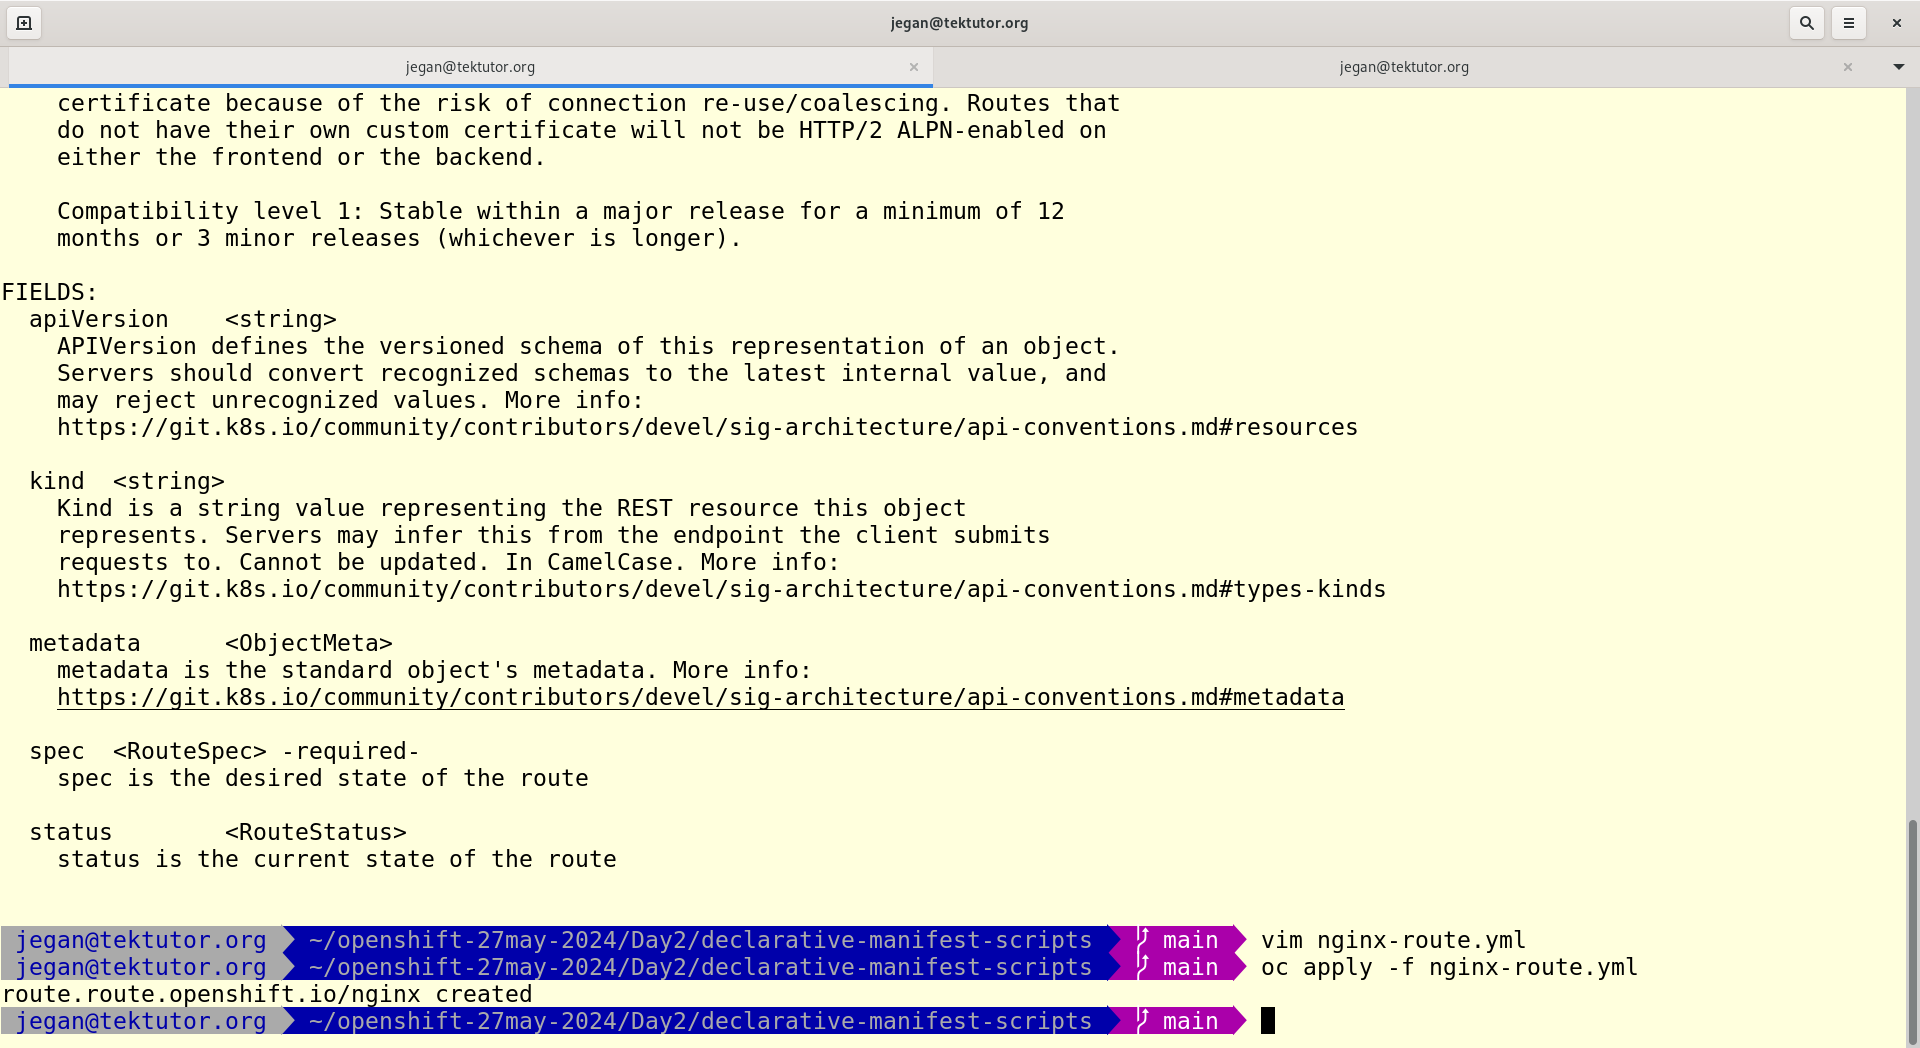 jegan@tektutor.org
jegan@tektutor.org
jegan@tektutor.org
certificate because of the risk of connection re-use/coalescing. Routes that
do not have their own custom certificate will not be HTTP/2 ALPN-enabled on
either the frontend or the backend.
Compatibility level 1: Stable within a major release for a minimum of 12
months or 3 minor releases (whichever is longer).
FIELDS:
apiVersion <string>
APIVersion defines the versioned schema of this representation of an object.
Servers should convert recognized schemas to the latest internal value, and
may reject unrecognized values. More info:
https://git.k8s.io/community/contributors/devel/sig-architecture/api-conventions.md#resources
kind <string>
Kind is a string value representing the REST resource this object
represents. Servers may infer this from the endpoint the client submits
requests to. Cannot be updated. In CamelCase. More info:
https://git.k8s.io/community/contributors/devel/sig-architecture/api-conventions.md#types-kinds
metadata <ObjectMeta>
metadata is the standard object's metadata. More info:
https://git.k8s.io/community/contributors/devel/sig-architecture/api-conventions.md#metadata
spec <RouteSpec> -required-
spec is the desired state of the route
status <RouteStatus>
status is the current state of the route
jegan@tektutor.org ~/openshift-27may-2024/Day2/declarative-manifest-scripts main vim nginx-route.yml
jegan@tektutor.org ~/openshift-27may-2024/Day2/declarative-manifest-scripts main oc apply -f nginx-route.yml
route.route.openshift.io/nginx created
jegan@tektutor.org ~/openshift-27may-2024/Day2/declarative-manifest-scripts main